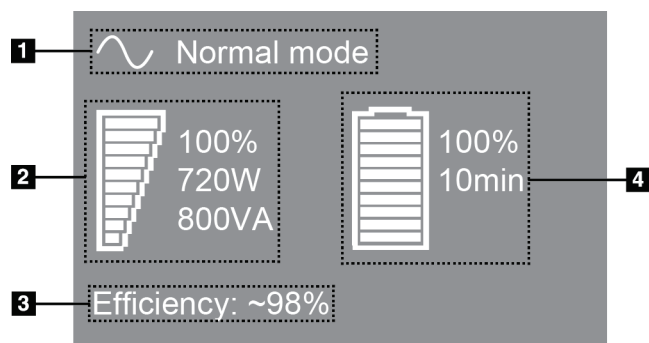 1
Normal mode
2
100%
720W
800VA
100%
10min
4
3
Efficiency: ~98%